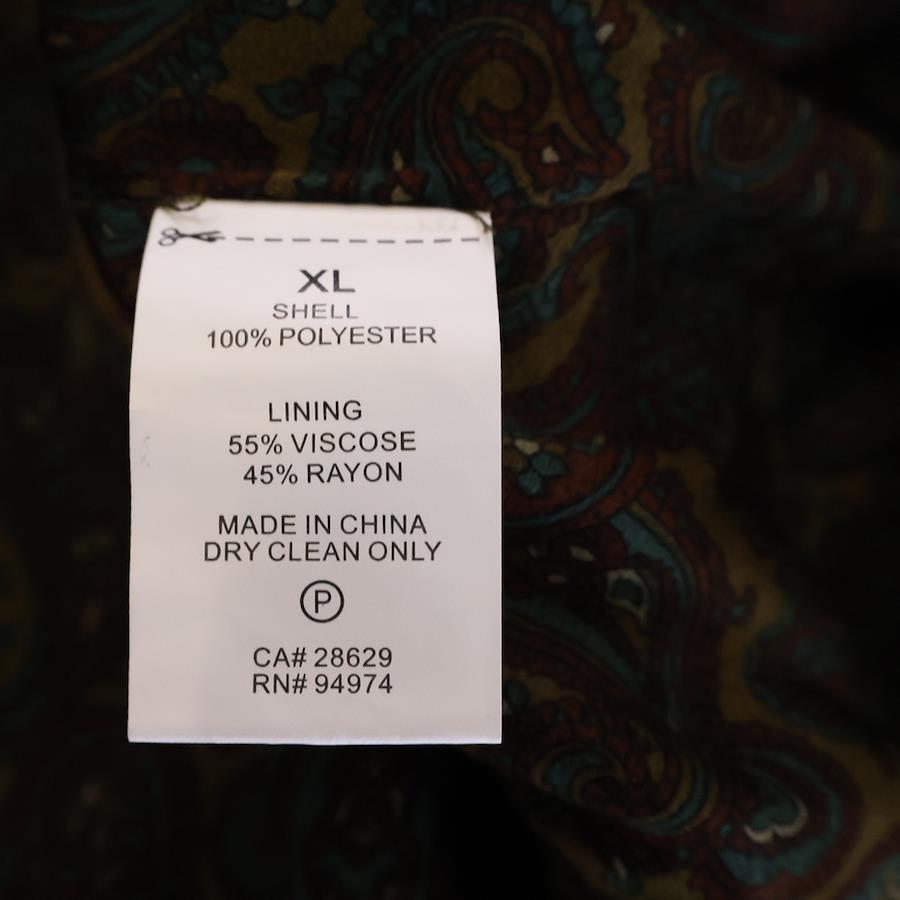 XL
SHELL
100% POLYESTER
LINING
55% VISCOSE
45% RAYON
MADE IN CHINA
DRY CLEAN ONLY
P
CA# 28629
RN# 94974